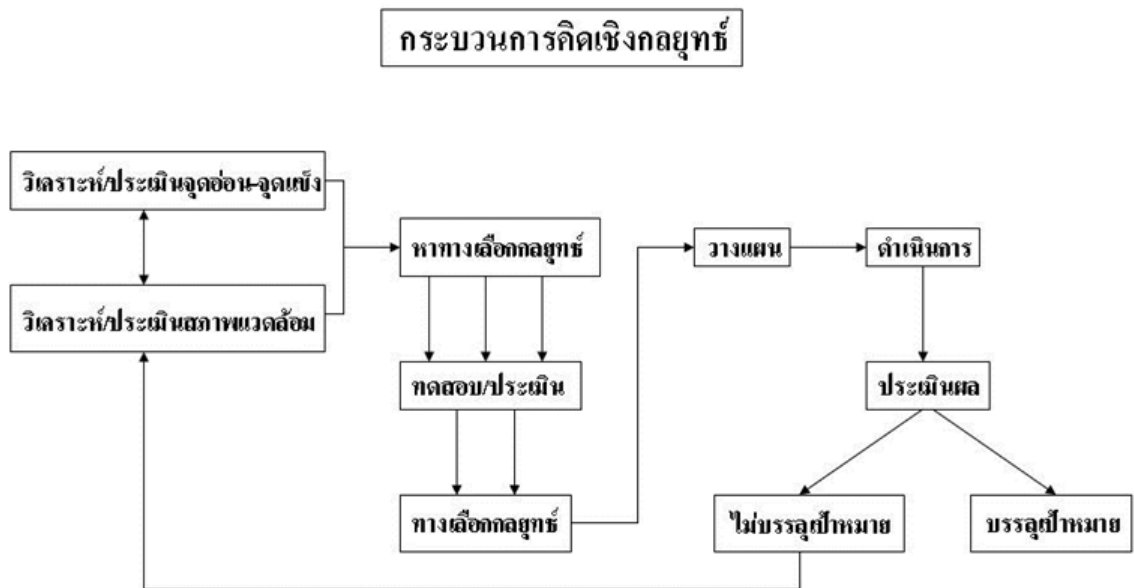 กระบวนการคิดเชิงกลยุทธ์
วิเคราะห์/ประเมินจุดอ่อน-จุดแข็ง
วิเคราะห์/ประเมินสภาพแวดล้อม
หาทางเลือกกลยุทธ์
ทดสอบ/ประเมิน
ทางเลือกกลยุทธ์
วางแผน
ดำเนินการ
ประเมินผล
ไม่บรรลุเป้าหมาย
บรรลุเป้าหมาย